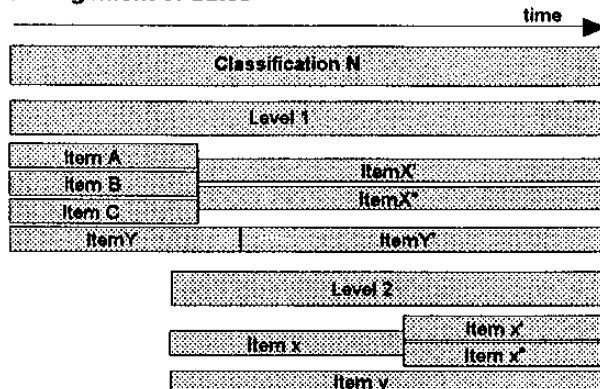 time
Classification N
Level 1
Item A
Item B
Item C
ItemX'
ItemX"
ItemY
ItemY'
Level 2
Item x
Item x'
Item x"
Item y